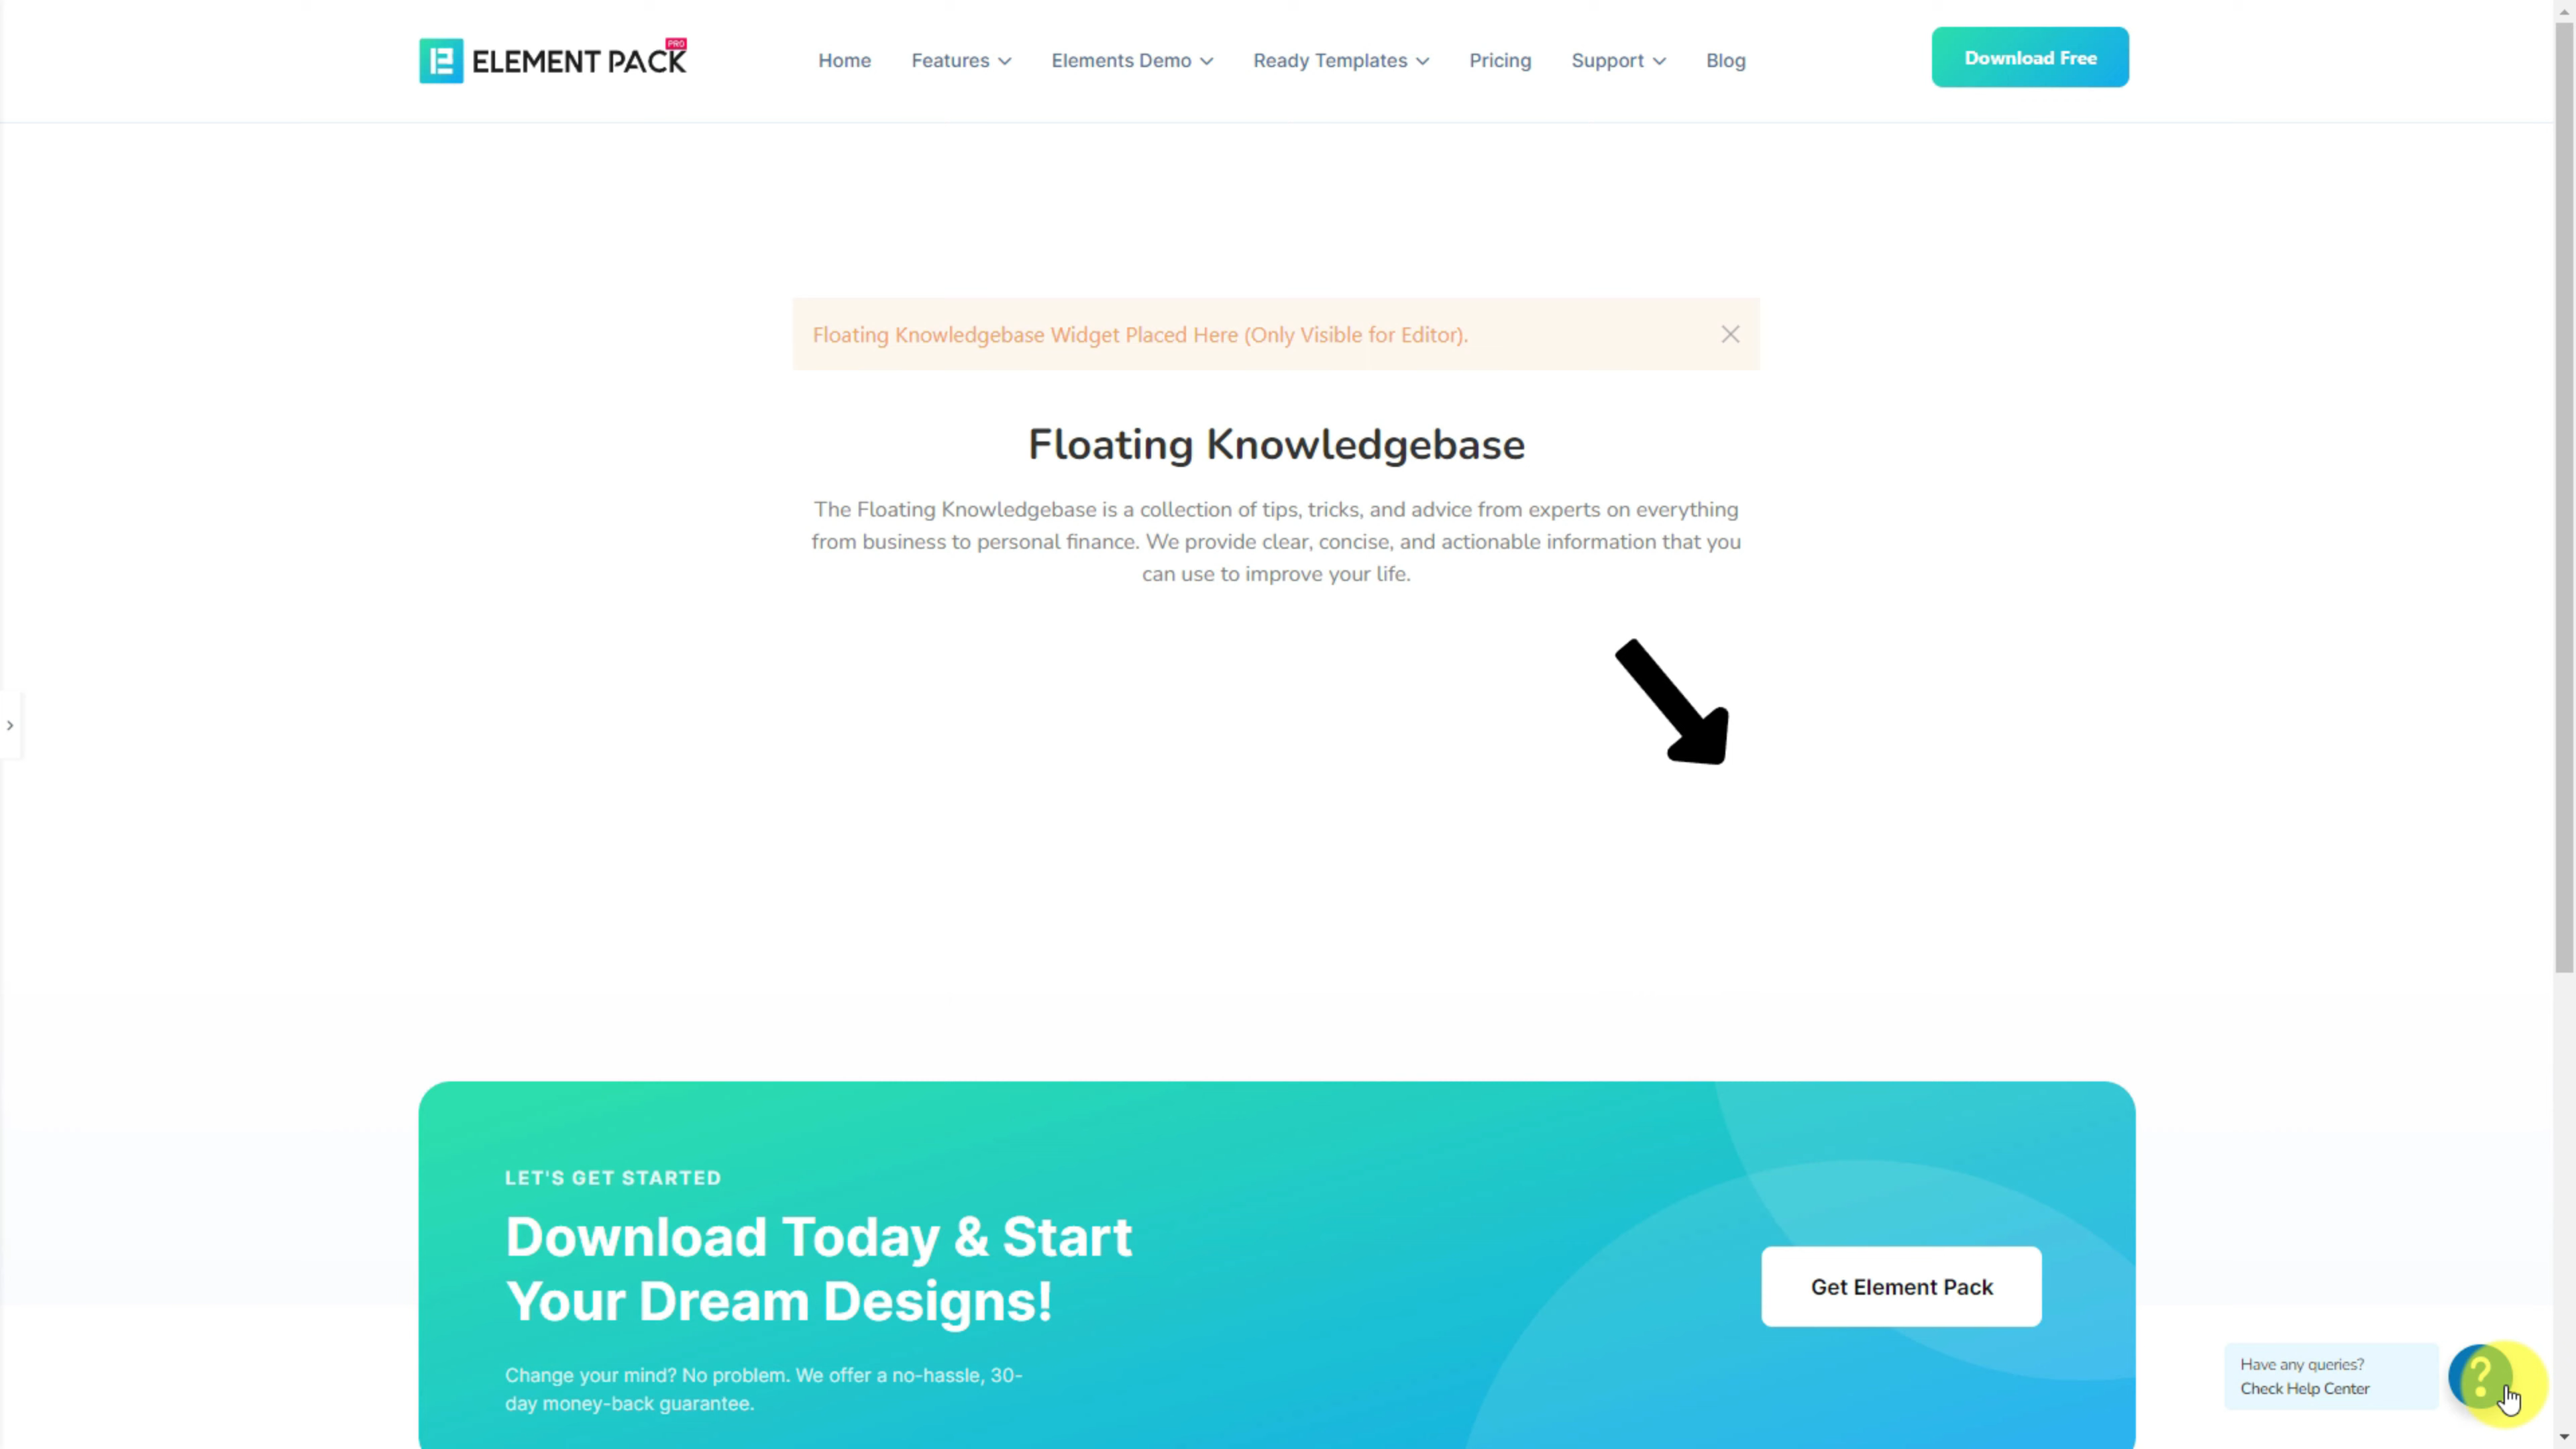 ELEMENT PACK
PRO
Home
Features
Elements Demo
Ready Templates
Pricing
Support
Blog
Download Free
Floating Knowledgebase Widget Placed Here (Only Visible for Editor).
Floating Knowledgebase
The Floating Knowledgebase is a collection of tips, tricks, and advice from experts on everything
from business to personal finance. We provide clear, concise, and actionable information that you
can use to improve your life.
LET'S GET STARTED
Download Today & Start
Your Dream Designs!
Change your mind? No problem. We offer a no-hassle, 30-
day money-back guarantee.
Get Element Pack
Have any queries?
Check Help Center
?